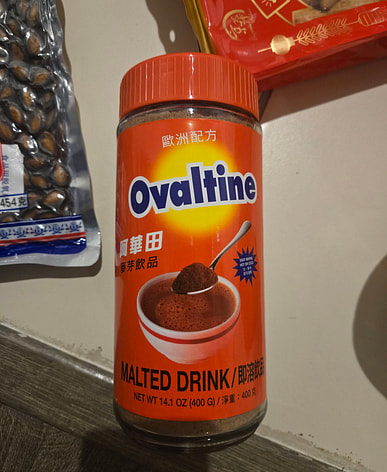 歐洲配方
Ovaltine
阿華田
麥芽飲品
MALTED DRINK/即溶飲品
NET WT 14.1 OZ (400 G) / 淨重：400 克
454克